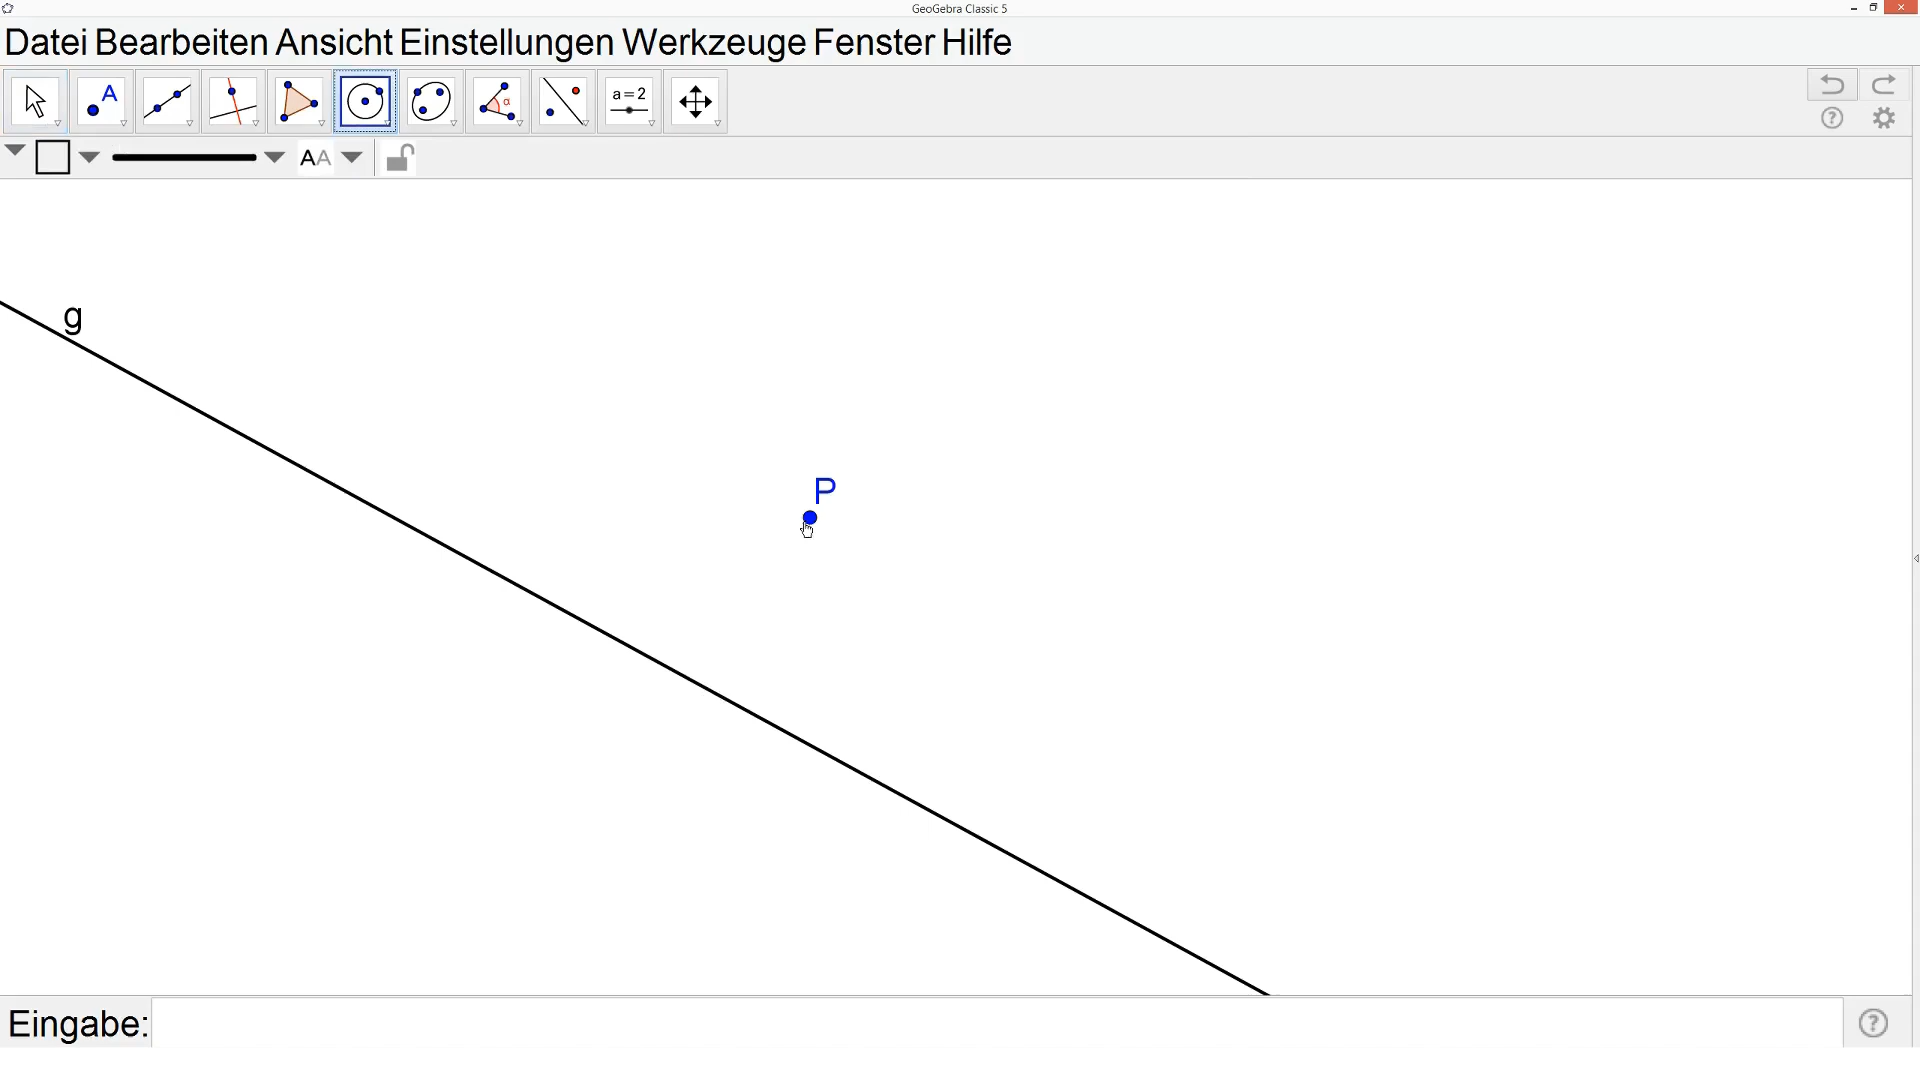 GeoGebra Classic 5
Datei Bearbeiten Ansicht Einstellungen Werkzeuge Fenster Hilfe
A
α
a=2
AA
g
P
Eingabe: